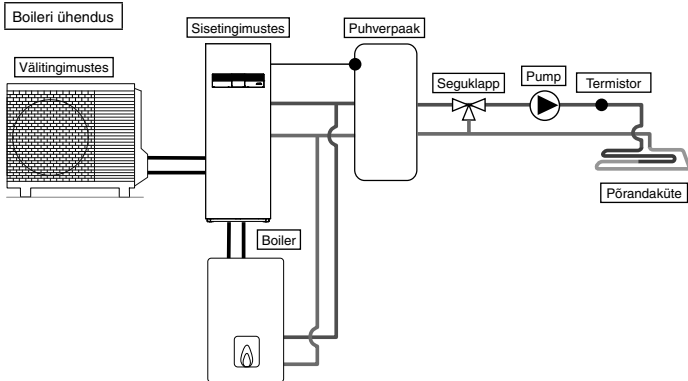 Boileri ühendus
Sisetingimustes
Puhverpaak
Välitingimustes
Seguklapp
Pump
Termistor
Põrandaküte
Boiler